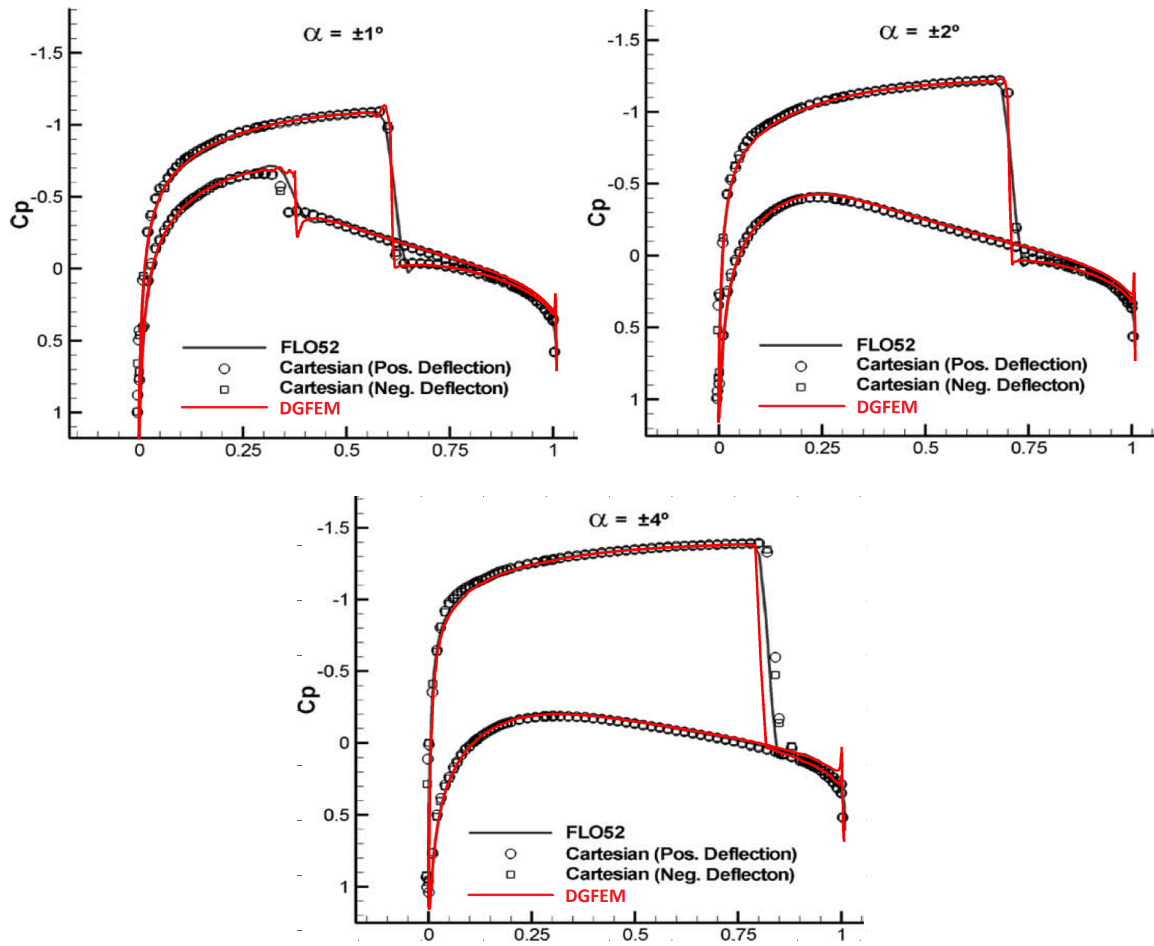 α = ±1º
-1.5
-1
-0.5
0
0.5
1
Cp
FLO52
Cartesian (Pos. Deflection)
Cartesian (Neg. Deflecton)
DGFEM
0 0.25 0.5 0.75 1
α = ±2º
-1.5
-1
-0.5
0
0.5
1
Cp
FLO52
Cartesian (Pos. Deflection)
Cartesian (Neg. Deflecton)
DGFEM
0 0.25 0.5 0.75 1
α = ±4º
-1.5
-1
-0.5
0
0.5
1
Cp
FLO52
Cartesian (Pos. Deflection)
Cartesian (Neg. Deflecton)
DGFEM
0 0.25 0.5 0.75 1